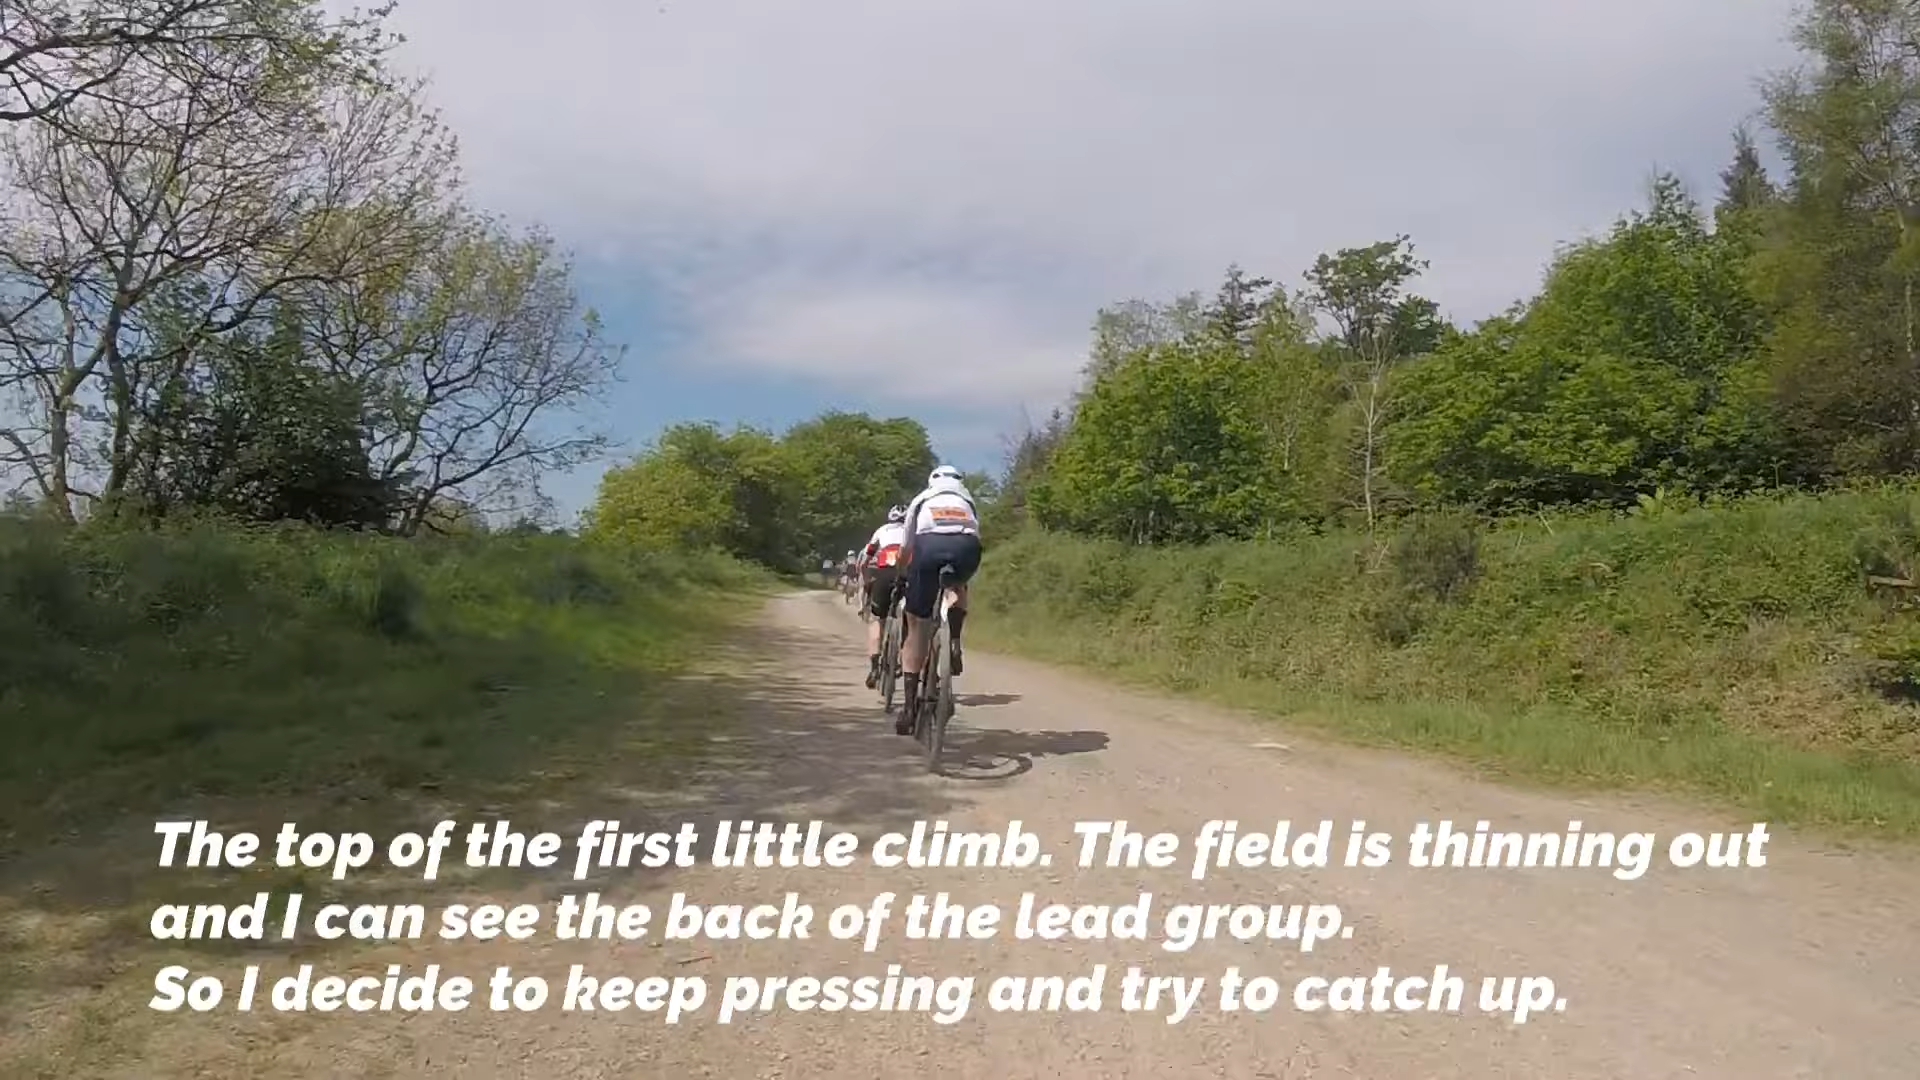 The top of the first little climb. The field is thinning out
and I can see the back of the lead group.
So I decide to keep pressing and try to catch up.